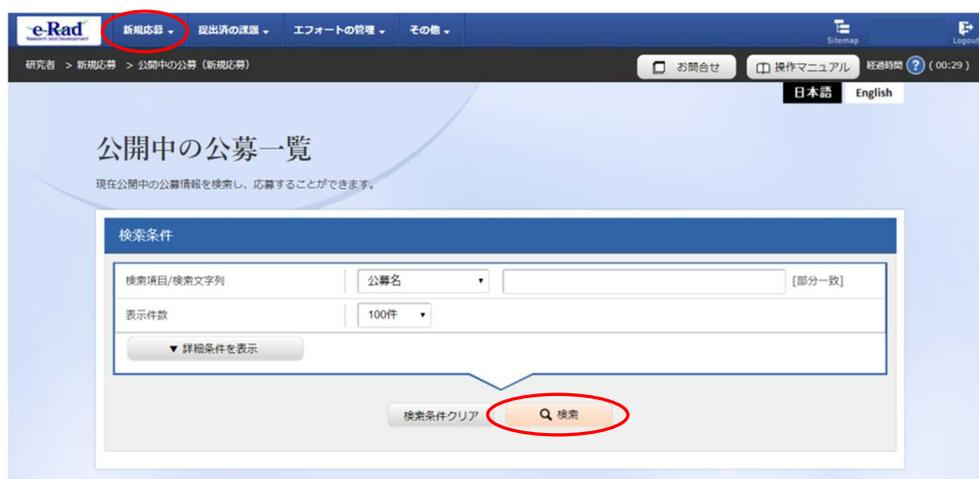 e-Rad 新規応募 ▾ 提出済の課題 ▾ エフォートの管理 ▾ その他 ▾ Sitemap Logout
Research and Development
研究者 > 新規応募 > 公開中の公募（新規応募） お問合せ 操作マニュアル 経過時間 ? ( 00:29 )
日本語 English
公開中の公募一覧
現在公開中の公募情報を検索し、応募することができます。
検索条件
検索項目/検索文字列 公募名 ▾ [部分一致]
表示件数 100件 ▾
▼ 詳細条件を表示
検索条件クリア 検索